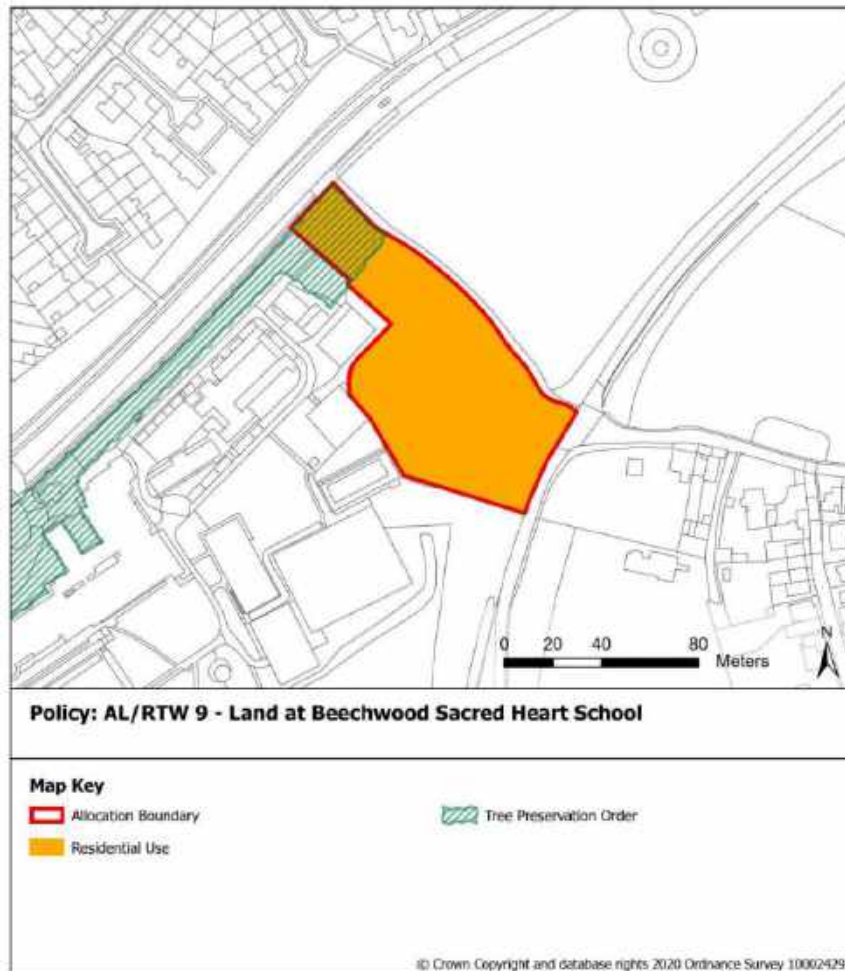 N
0 20 40 80
Meters
Policy: AL/RTW 9 - Land at Beechwood Sacred Heart School
Map Key
Allocation Boundary
Tree Preservation Order
Residential Use
© Crown Copyright and database rights 2020 Ordnance Survey 10002429